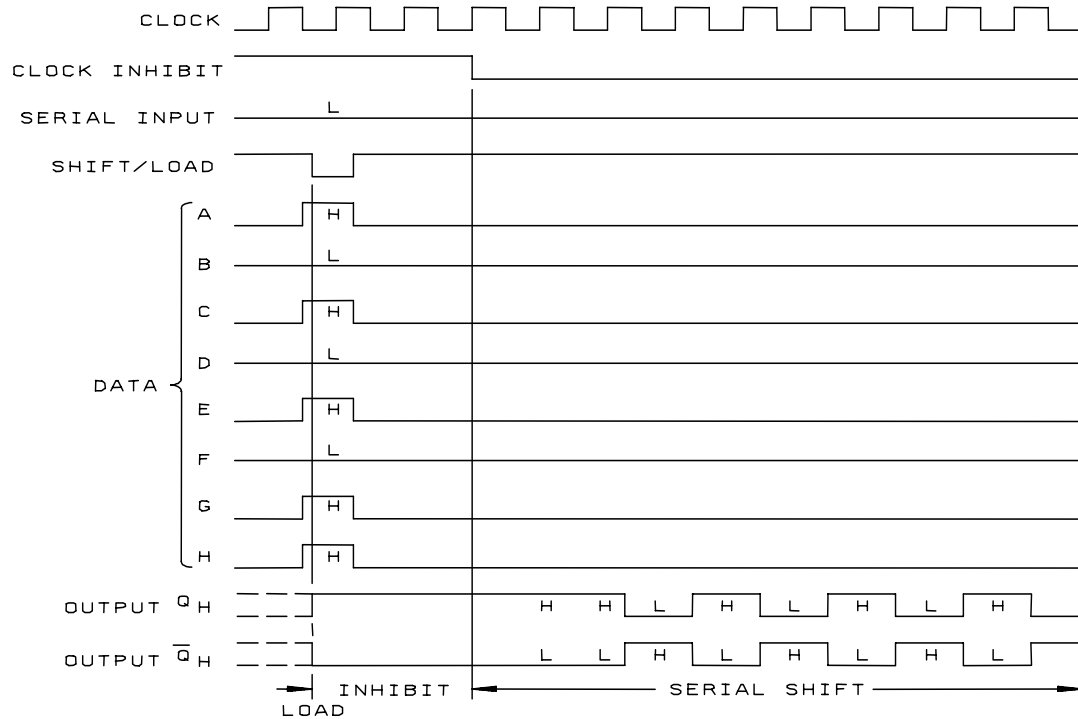 CLOCK
CLOCK INHIBIT
SERIAL INPUT L
SHIFT/LOAD
DATA
A H
B L
C H
D L
E H
F L
G H
H H
OUTPUT QH H H L H L H L H
OUTPUT Q̅H L L H L H L H L
INHIBIT SERIAL SHIFT
LOAD